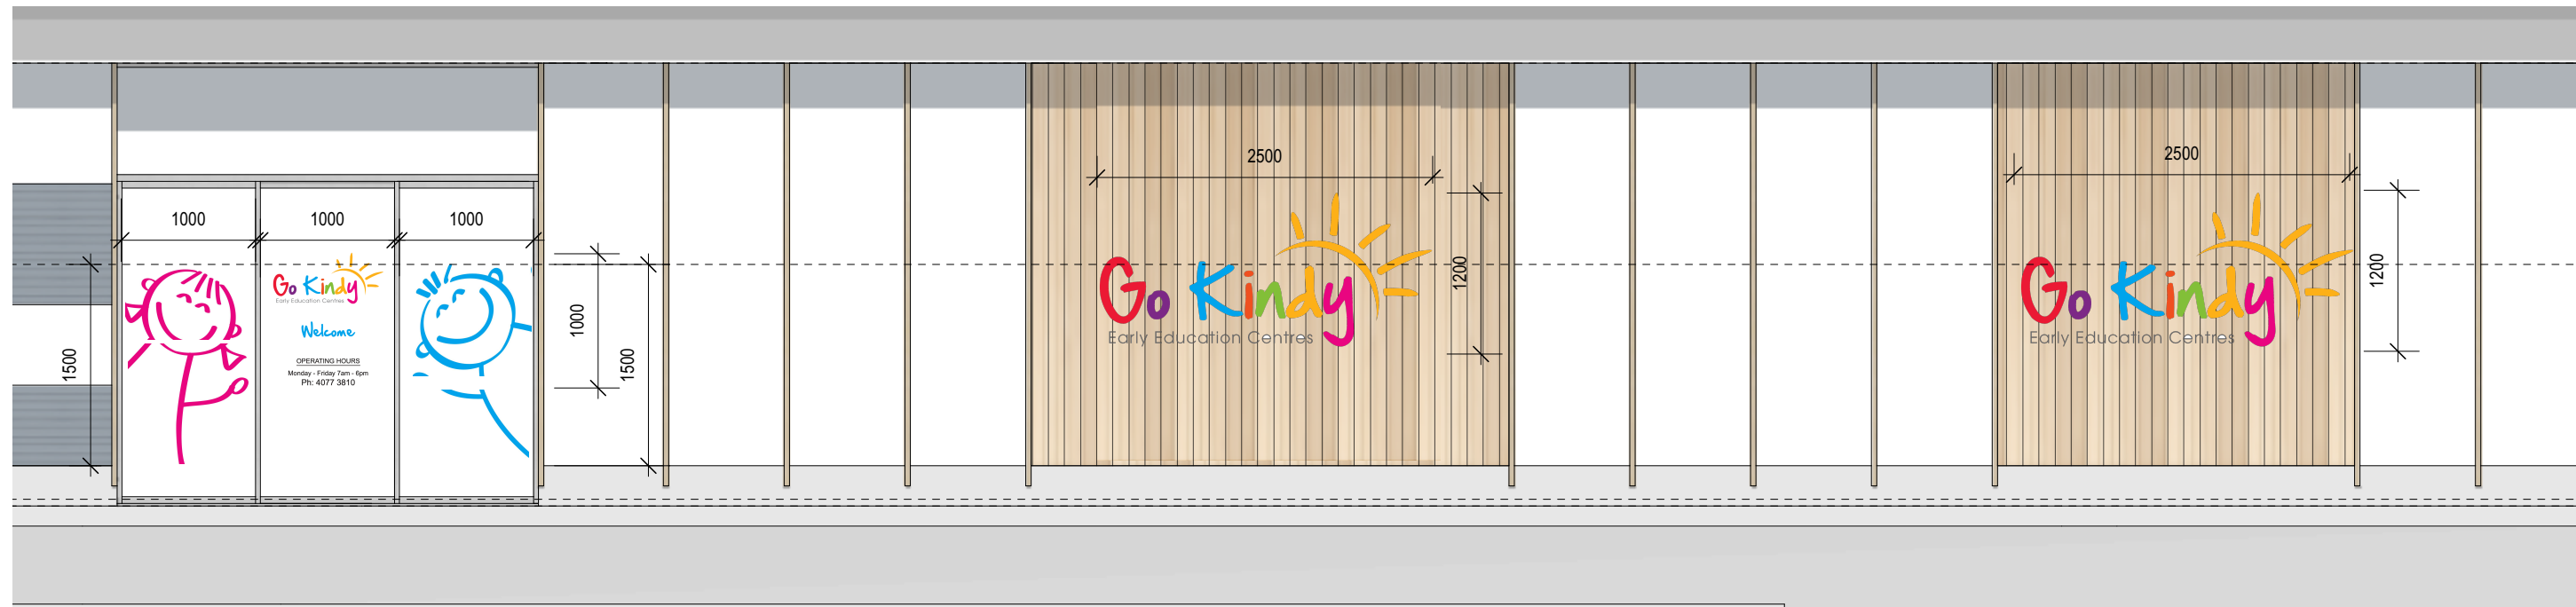 1000
1000
1000
1500
Go Kindy
Early Education Centres
Welcome
OPERATING HOURS
Monday - Friday 7am - 6pm
Ph: 4077 3810
1000
1500
2500
1200
Go Kindy
Early Education Centres
2500
1200
Go Kindy
Early Education Centres